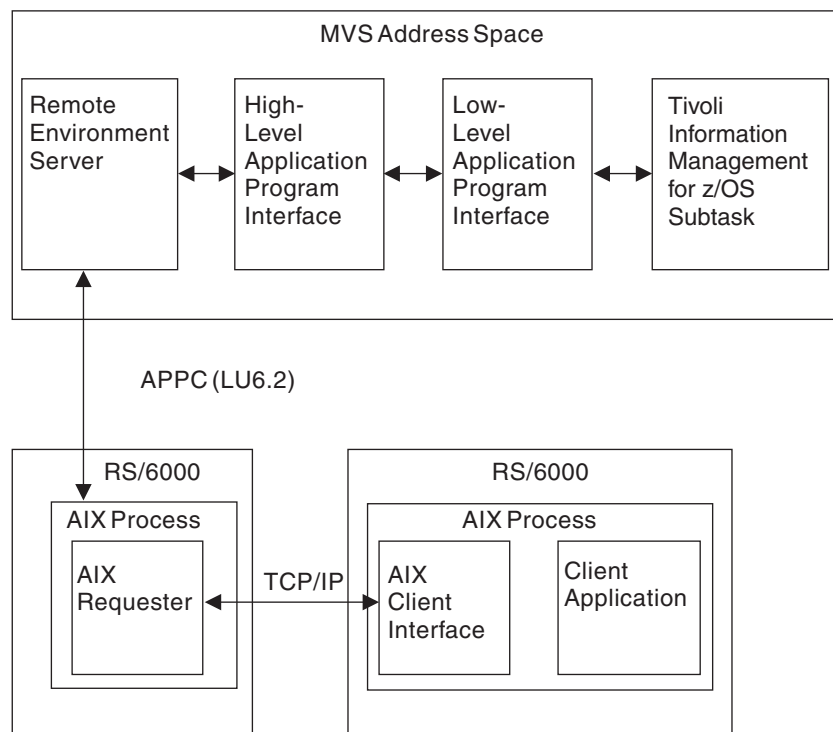 MVS Address Space
Remote
Environment
Server
High-
Level
Application
Program
Interface
Low-
Level
Application
Program
Interface
Tivoli
Information
Management
for z/OS
Subtask
APPC (LU6.2)
RS/6000
AIX Process
AIX
Requester
TCP/IP
RS/6000
AIX Process
AIX
Client
Interface
Client
Application